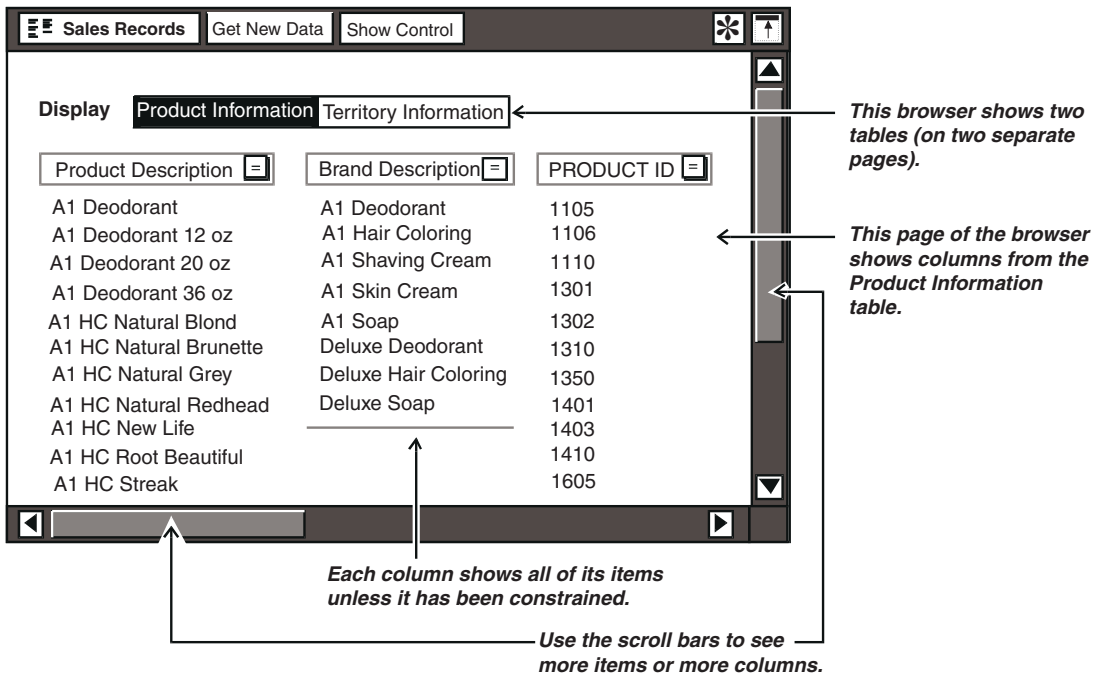 Sales Records Get New Data Show Control
Display Product Information Territory Information
This browser shows two
tables (on two separate
pages).
Product Description = Brand Description = PRODUCT ID =
A1 Deodorant A1 Deodorant 1105
A1 Deodorant 12 oz A1 Hair Coloring 1106
A1 Deodorant 20 oz A1 Shaving Cream 1110
A1 Deodorant 36 oz A1 Skin Cream 1301
A1 HC Natural Blond A1 Soap 1302
A1 HC Natural Brunette Deluxe Deodorant 1310
A1 HC Natural Grey Deluxe Hair Coloring 1350
A1 HC Natural Redhead Deluxe Soap 1401
A1 HC New Life 1403
A1 HC Root Beautiful 1410
A1 HC Streak 1605
This page of the browser
shows columns from the
Product Information
table.
Each column shows all of its items
unless it has been constrained.
Use the scroll bars to see
more items or more columns.